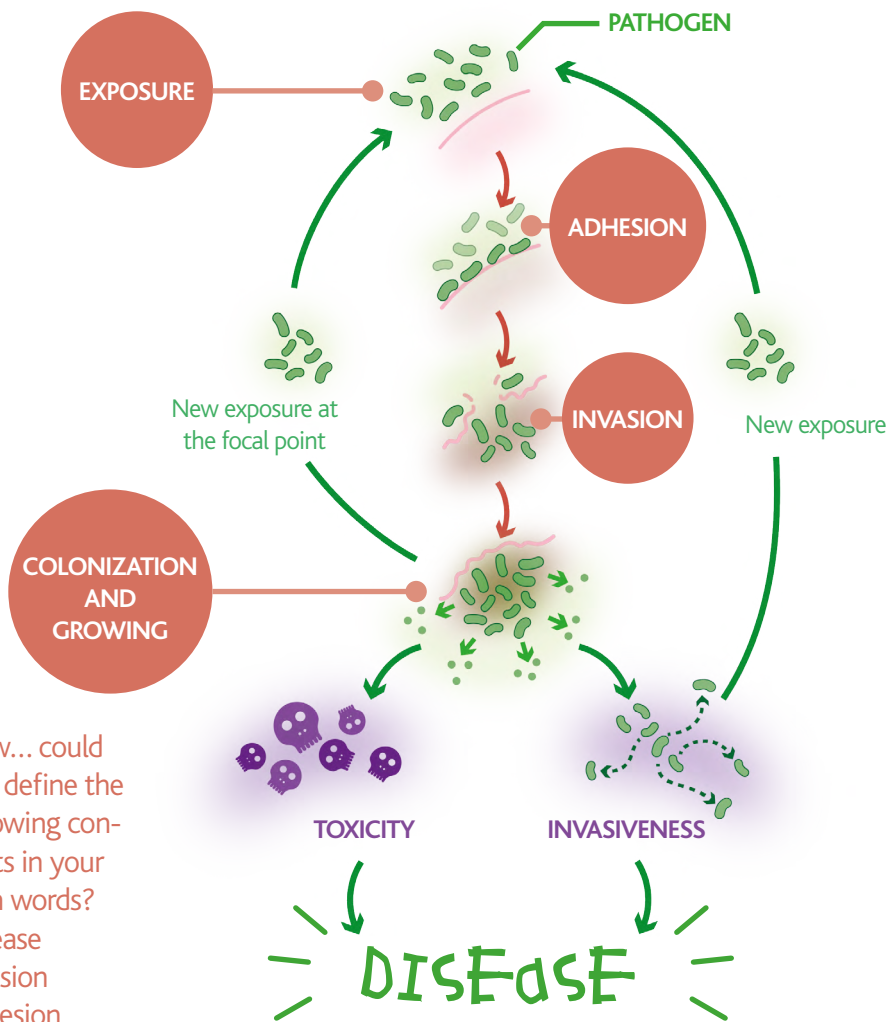 PATHOGEN
EXPOSURE
ADHESION
INVASION
New exposure at
the focal point
New exposure
COLONIZATION
AND
GROWING
TOXICITY
INVASIVENESS
DISEaSE
could
define the
owing con-
ts in your
words?
ease
sion
esion